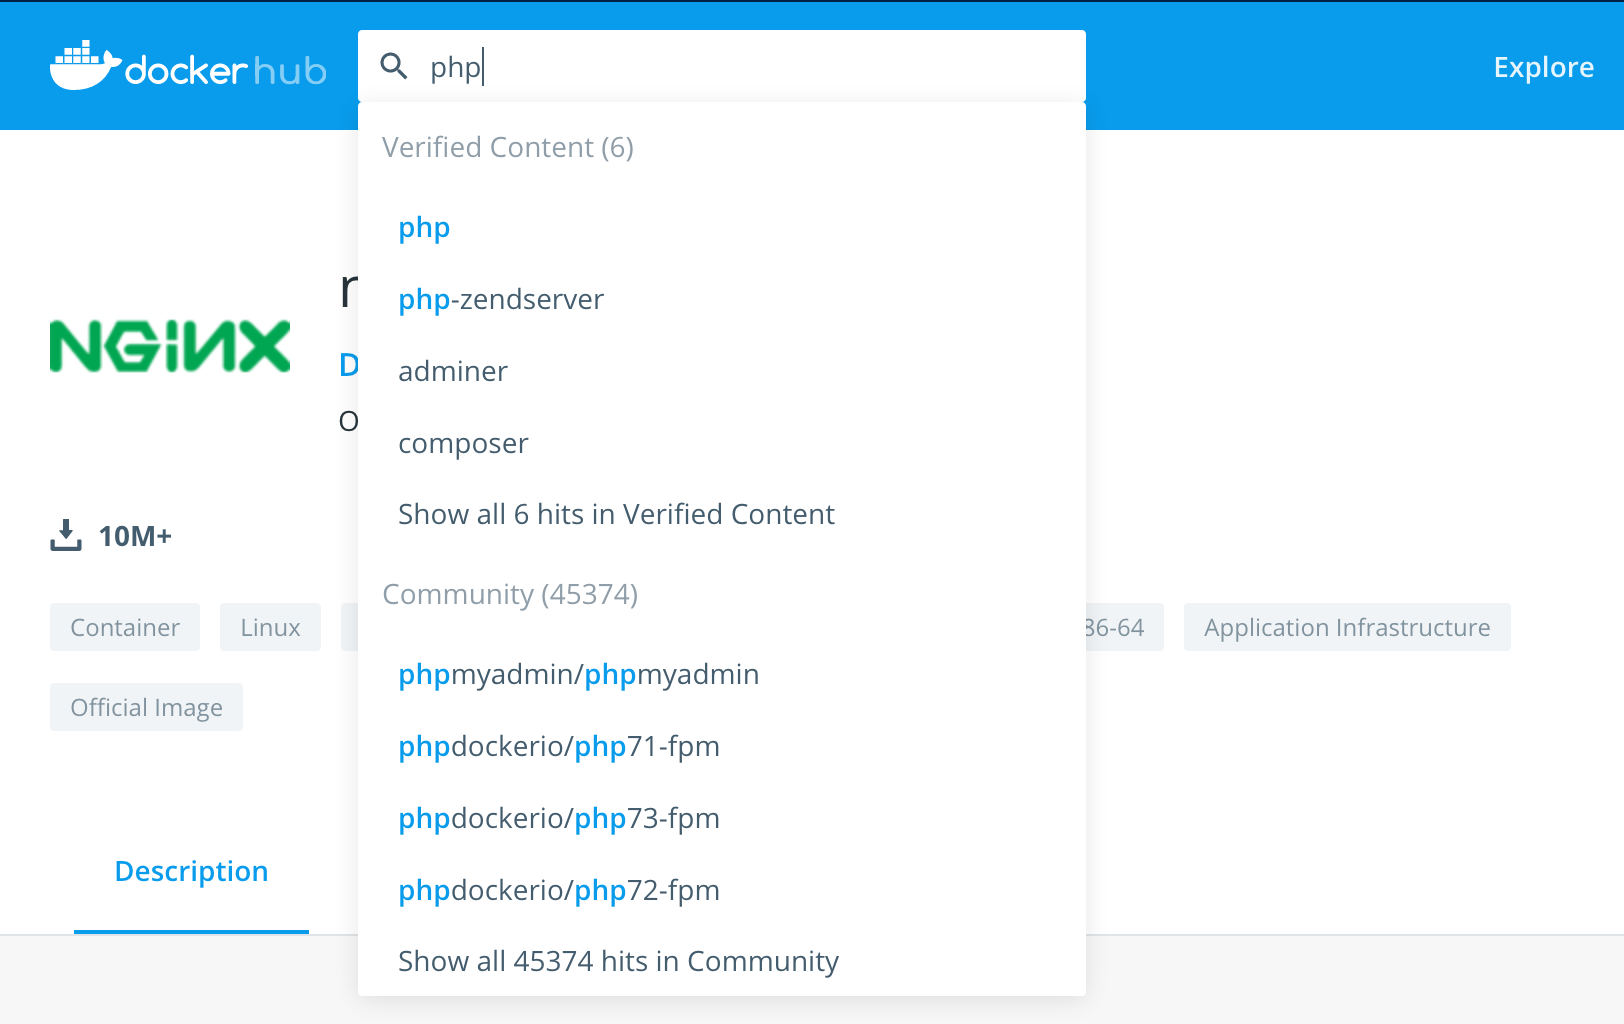 docker hub
php
Explore
Verified Content (6)
php
php-zendserver
adminer
composer
Show all 6 hits in Verified Content
Community (45374)
phpmyadmin/phpmyadmin
phpdockerio/php71-fpm
phpdockerio/php73-fpm
phpdockerio/php72-fpm
Show all 45374 hits in Community
NGINX
D
10M+
Container
Linux
86-64
Application Infrastructure
Official Image
Description